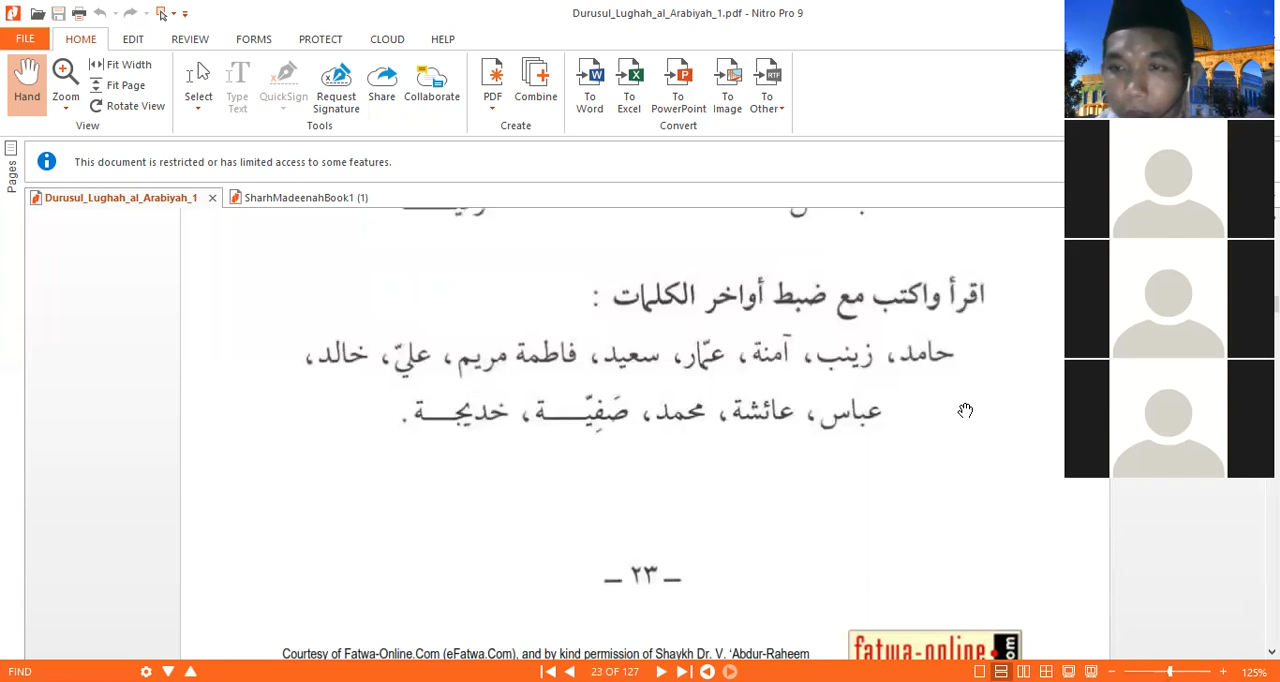 Durusul_Lughah_al_Arabiyah_1.pdf - Nitro Pro 9
FILE HOME EDIT REVIEW FORMS PROTECT CLOUD HELP
Hand
Zoom
Fit Width
Fit Page
Rotate View
View
Select
Type Text
QuickSign
Request Signature
Share
Collaborate
Tools
PDF
Combine
Create
To Word
To Excel
To PowerPoint
To Image
To Other
Convert
Pages
This document is restricted or has limited access to some features.
Durusul_Lughah_al_Arabiyah_1
SharhMadeenahBook1 (1)
اقرأ واكتب مع ضبط أواخر الكلمات :
حامد، زينب، آمنة، عمّار، سعيد، فاطمة مريم، عليّ، خالد،
عباس، عائشة، محمد، صَفِيّـــة، خديجـــة.
— ٢٣ —
Courtesy of Fatwa-Online.Com (eFatwa.Com), and by kind permission of Shaykh Dr. V. ‘Abdur-Raheem
fatwa-online.com
FIND
23 OF 127
125%